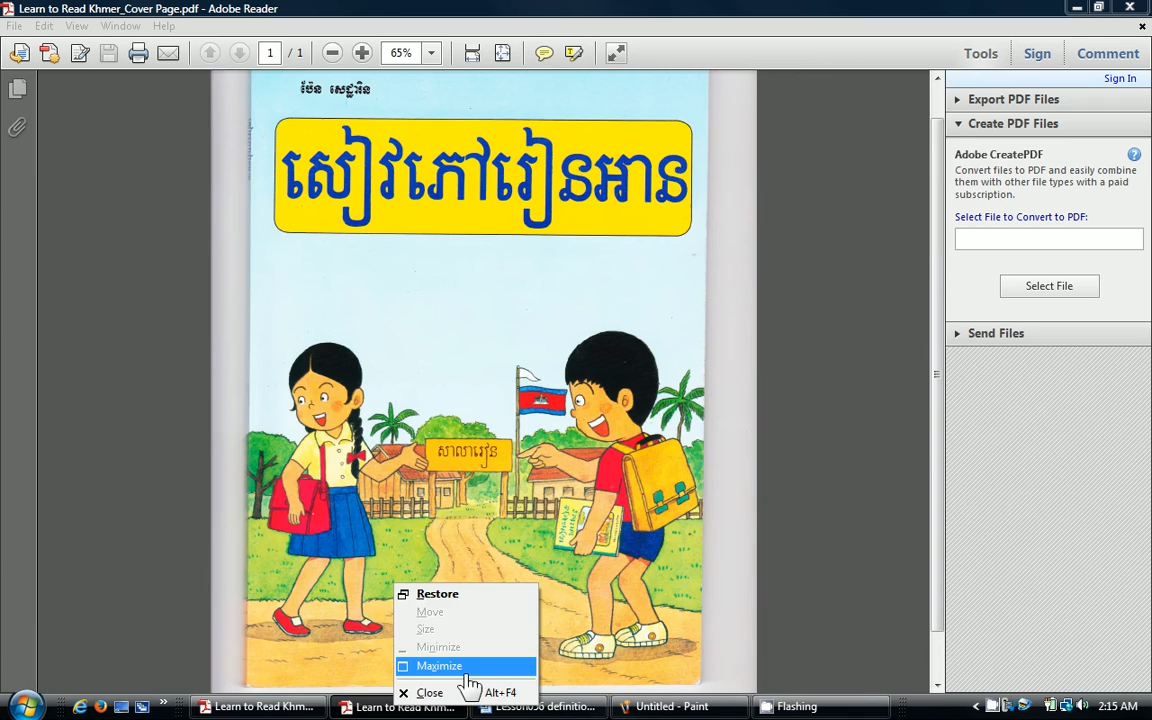 Learn to Read Khmer_Cover Page.pdf - Adobe Reader
File Edit View Window Help
1 / 1 65% Tools Sign Comment
Sign In
Export PDF Files
Create PDF Files
Adobe CreatePDF
Convert files to PDF and easily combine
them with other file types with a paid
subscription.
Select File to Convert to PDF:
Select File
Send Files
ប៉ែន សេដ្ឋារិន
សៀវភៅរៀនអាន
សាលារៀន
Restore
Move
Size
Minimize
Maximize
Close Alt+F4
Learn to Read Khm... Learn to Read Khm... Lesson056 definitio... Untitled - Paint Flashing 2:15 AM